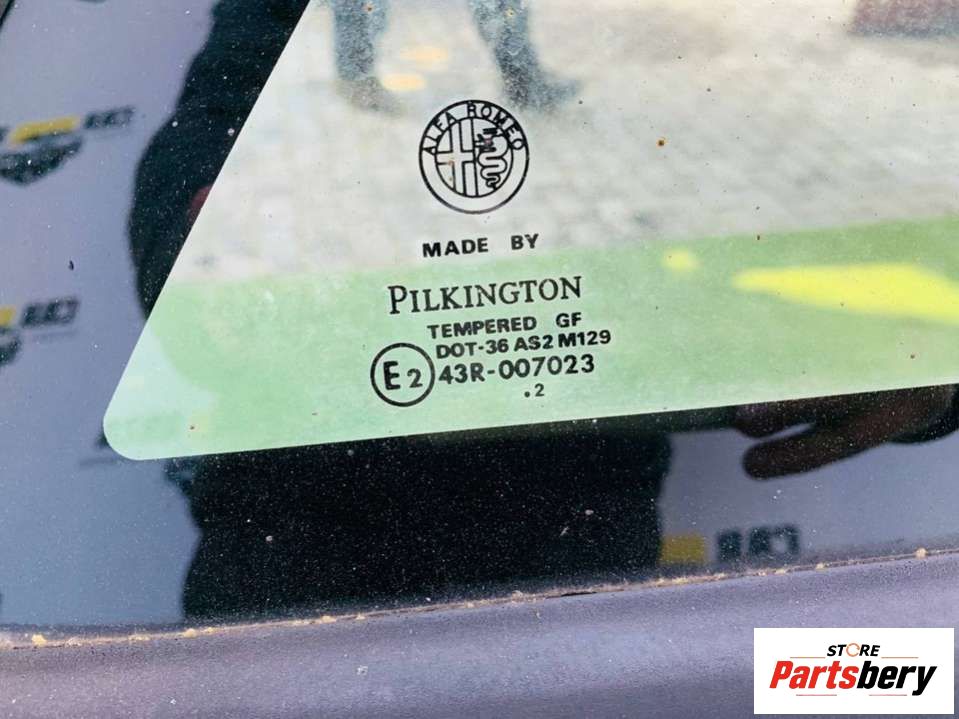 ALFA ROMEO
MADE BY
PILKINGTON
TEMPERED GF
DOT-36 AS2 M129
E2 43R-007023
.2
STORE
Partsbery